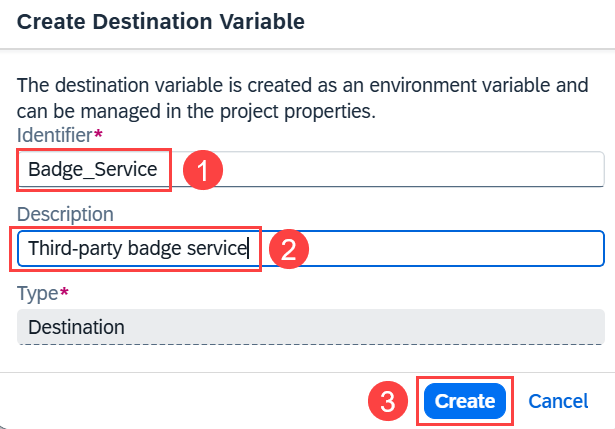 Create Destination Variable
The destination variable is created as an environment variable and
can be managed in the project properties.
Identifier*
Badge_Service
1
Description
Third-party badge service
2
Type*
Destination
3
Create
Cancel